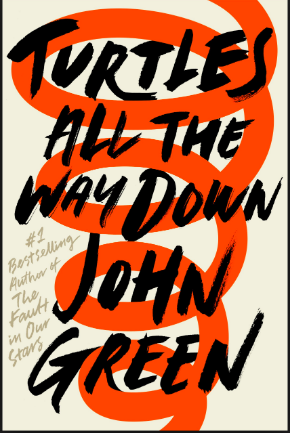 TURTLES
ALL THE
WAY DOWN
JOHN
GREEN
#1
Bestselling
Author of
The
Fault
in Our
Stars